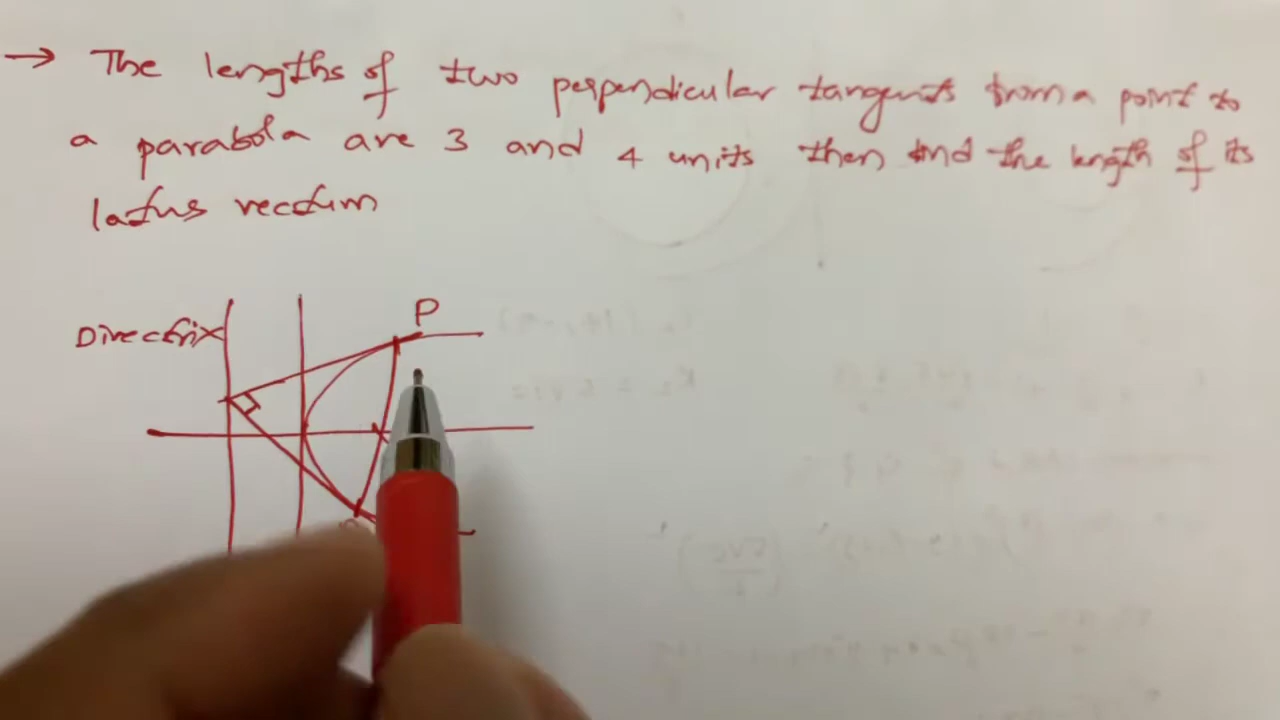 → The lengths of two perpendicular tangents from a point to
a parabola are 3 and 4 units then find the length of its
latus rectum
P
Directrix